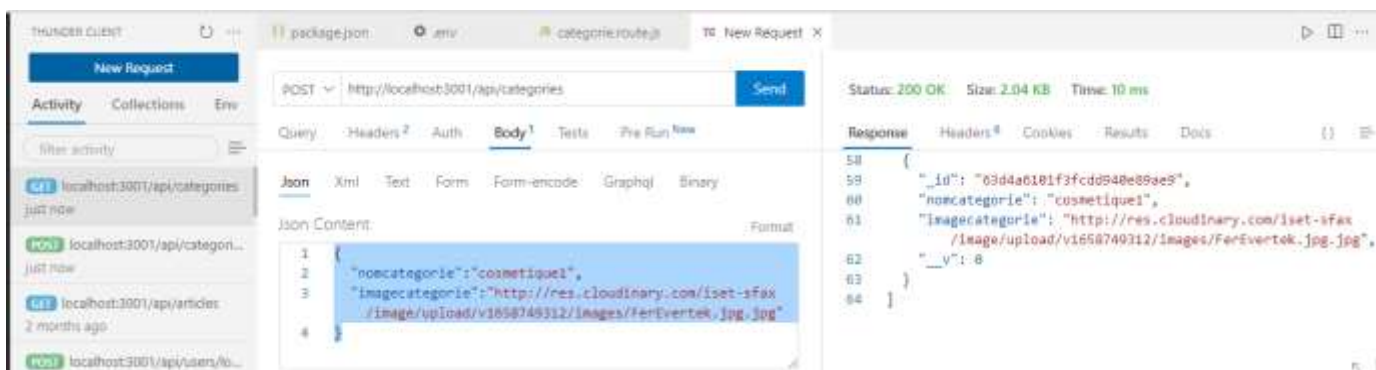 THUNDER CLIENT
New Request
Activity Collections Env
filter activity
GET localhost:3001/api/categories
just now
POST localhost:3001/api/categori...
just now
GET localhost:3001/api/articles
2 months ago
POST localhost:3001/api/users/lo...
package.json .env categorie.route.js TC New Request ×
POST http://localhost:3001/api/categories Send
Query Headers 2 Auth Body 1 Tests Pre Run New
Json Xml Text Form Form-encode Graphql Binary
Json Content Format
1 {
2 "nomcategorie":"cosmetique1",
3 "imagecategorie":"http://res.cloudinary.com/iset-sfax
/image/upload/v1658749312/images/FerEvertek.jpg.jpg"
4 }
Status: 200 OK Size: 2.04 KB Time: 10 ms
Response Headers 6 Cookies Results Docs {}
58 {
59 "_id": "63d4a6101f3fcdd940e89ae9",
60 "nomcategorie": "cosmetique1",
61 "imagecategorie": "http://res.cloudinary.com/iset-sfax
/image/upload/v1658749312/images/FerEvertek.jpg.jpg",
62 "__v": 0
63 }
64 ]